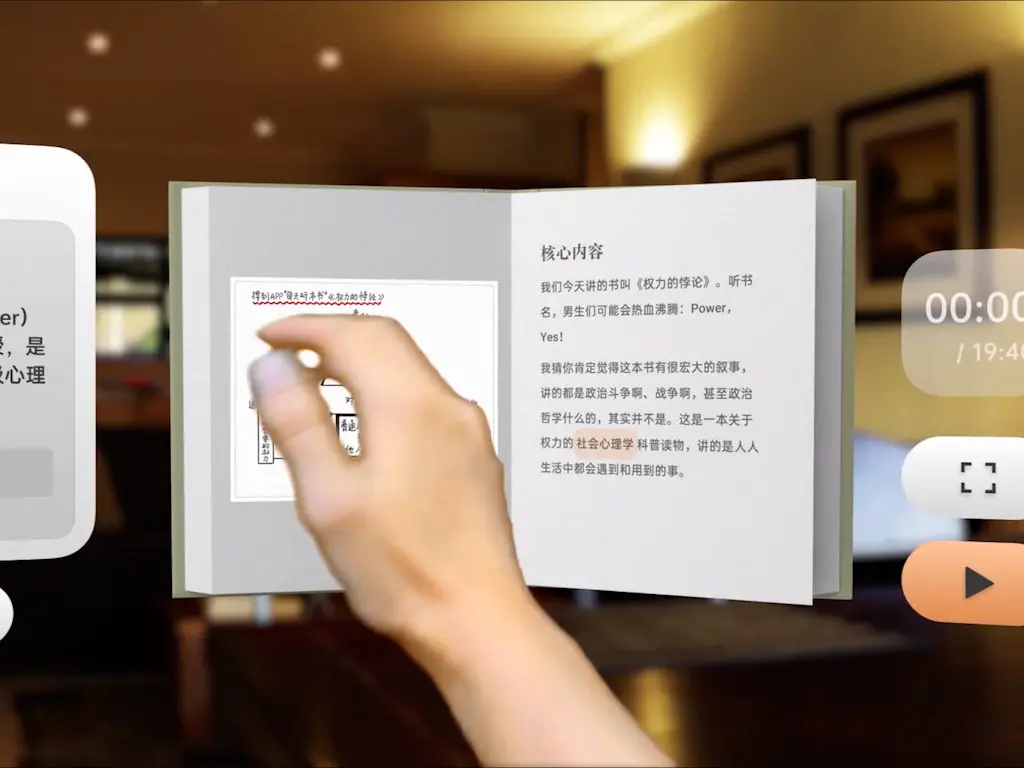 er)
，是
心理
得到APP"每天听本书"《权力的悖论》
普通
他
核心内容
我们今天讲的书叫《权力的悖论》。听书
名，男生们可能会热血沸腾：Power，
Yes!
我猜你肯定觉得这本书有很宏大的叙事，
讲的都是政治斗争啊、战争啊，甚至政治
哲学什么的，其实并不是。这是一本关于
权力的社会心理学科普读物，讲的是人人
生活中都会遇到和用到的事。
00:00
/ 19:40